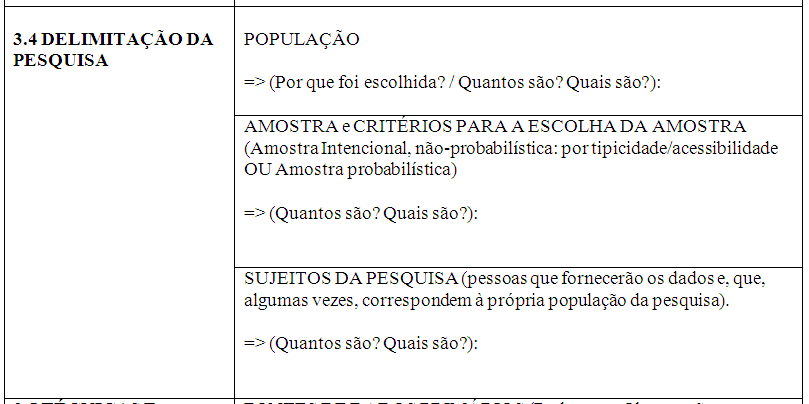 3.4 DELIMITAÇÃO DA
PESQUISA
POPULAÇÃO
=> (Por que foi escolhida? / Quantos são? Quais são?):
AMOSTRA e CRITÉRIOS PARA A ESCOLHA DA AMOSTRA
(Amostra Intencional, não-probabilística: por tipicidade/acessibilidade
OU Amostra probabilística)
=> (Quantos são? Quais são?):
SUJEITOS DA PESQUISA (pessoas que fornecerão os dados e, que,
algumas vezes, correspondem à própria população da pesquisa).
=> (Quantos são? Quais são?):